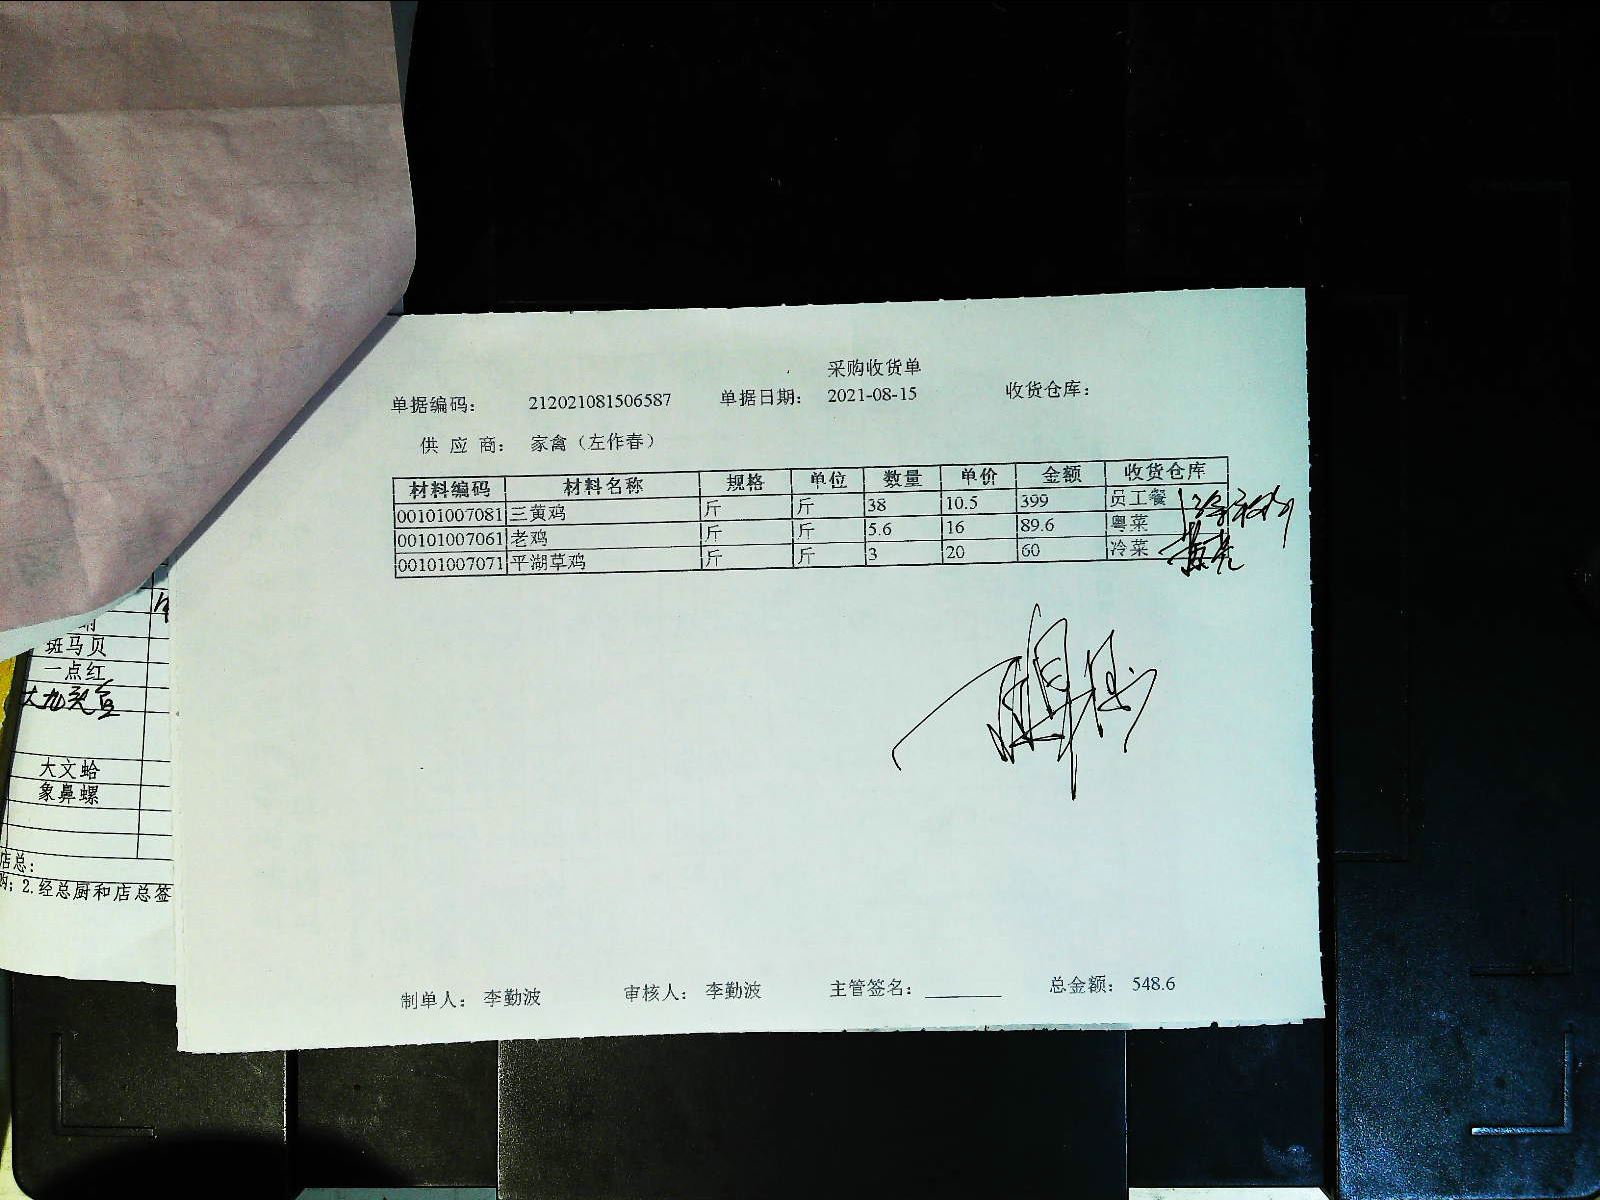 采购收货单
单据编码： 212021081506587 单据日期： 2021-08-15 收货仓库：
供 应 商： 家禽（左作春）
材料编码 材料名称 规格 单位 数量 单价 金额 收货仓库
00101007081 三黄鸡 斤 斤 38 10.5 399 员工餐
00101007061 老鸡 斤 斤 5.6 16 89.6 粤菜
00101007071 平湖草鸡 斤 斤 3 20 60 冷菜
制单人： 李勤波 审核人： 李勤波 主管签名： 总金额： 548.6
斑马贝
一点红
大文蛤
象鼻螺
店总：
2.经总厨和店总签